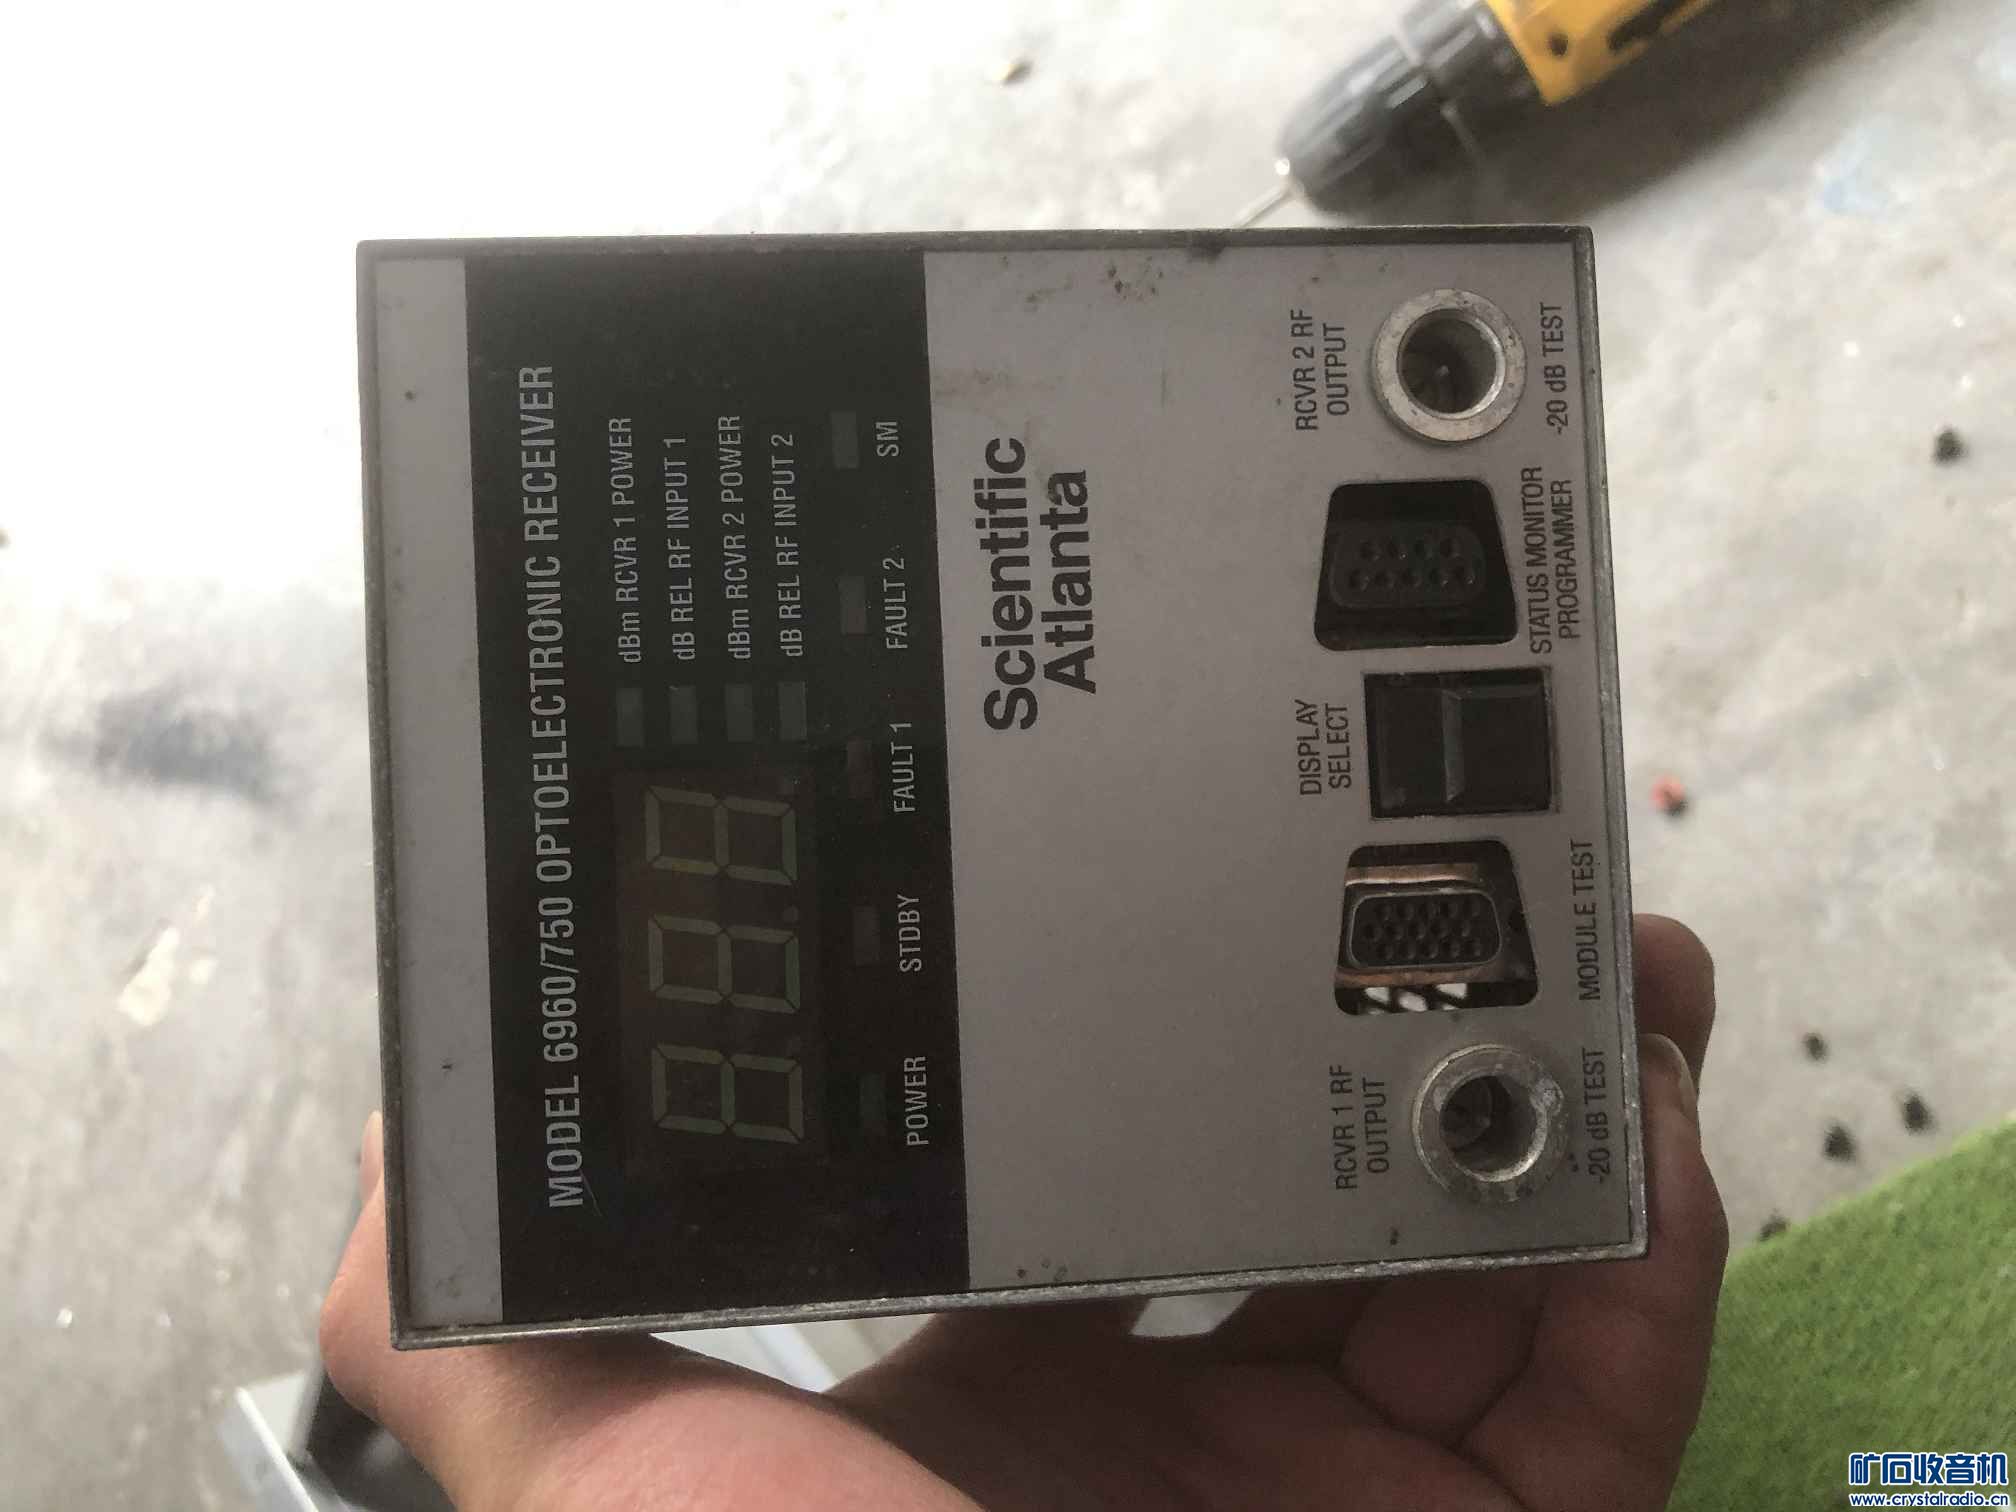 MODEL 6960/750 OPTOELECTRONIC RECEIVER
dBm RCVR 1 POWER
dB REL RF INPUT 1
dBm RCVR 2 POWER
dB REL RF INPUT 2
POWER
STDBY
FAULT 1
FAULT 2
SM
Scientific
Atlanta
RCVR 1 RF
OUTPUT
-20 dB TEST
MODULE TEST
DISPLAY
SELECT
STATUS MONITOR
PROGRAMMER
RCVR 2 RF
OUTPUT
-20 dB TEST
矿石收音机
www.crystalradio.cn